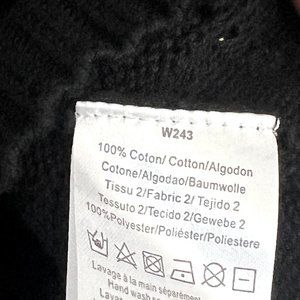 W243
100% Coton/ Cotton/Algodon
Cotone/Algodao/Baumwolle
Tissu 2/Fabric 2/ Tejido 2
Tessuto 2/Tecido 2/Gewebe 2
100%Polyester/Poliéster/Poliestere
Lavage à la main séparément
Hand wash